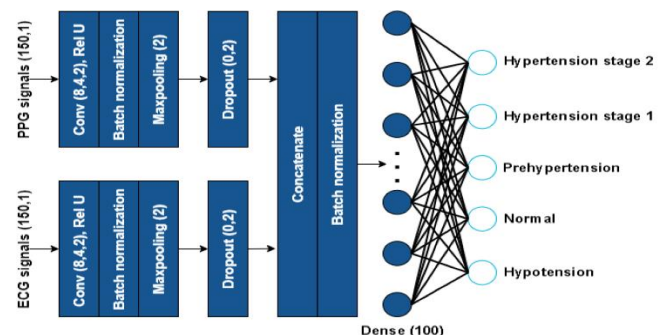 PPG signals (150,1)
Conv (8,4,2), Rel U
Batch normalization
Maxpooling (2)
Dropout (0,2)
ECG signals (150,1)
Conv (8,4,2), Rel U
Batch normalization
Maxpooling (2)
Dropout (0,2)
Concatenate
Batch normalization
Dense (100)
Hypertension stage 2
Hypertension stage 1
Prehypertension
Normal
Hypotension